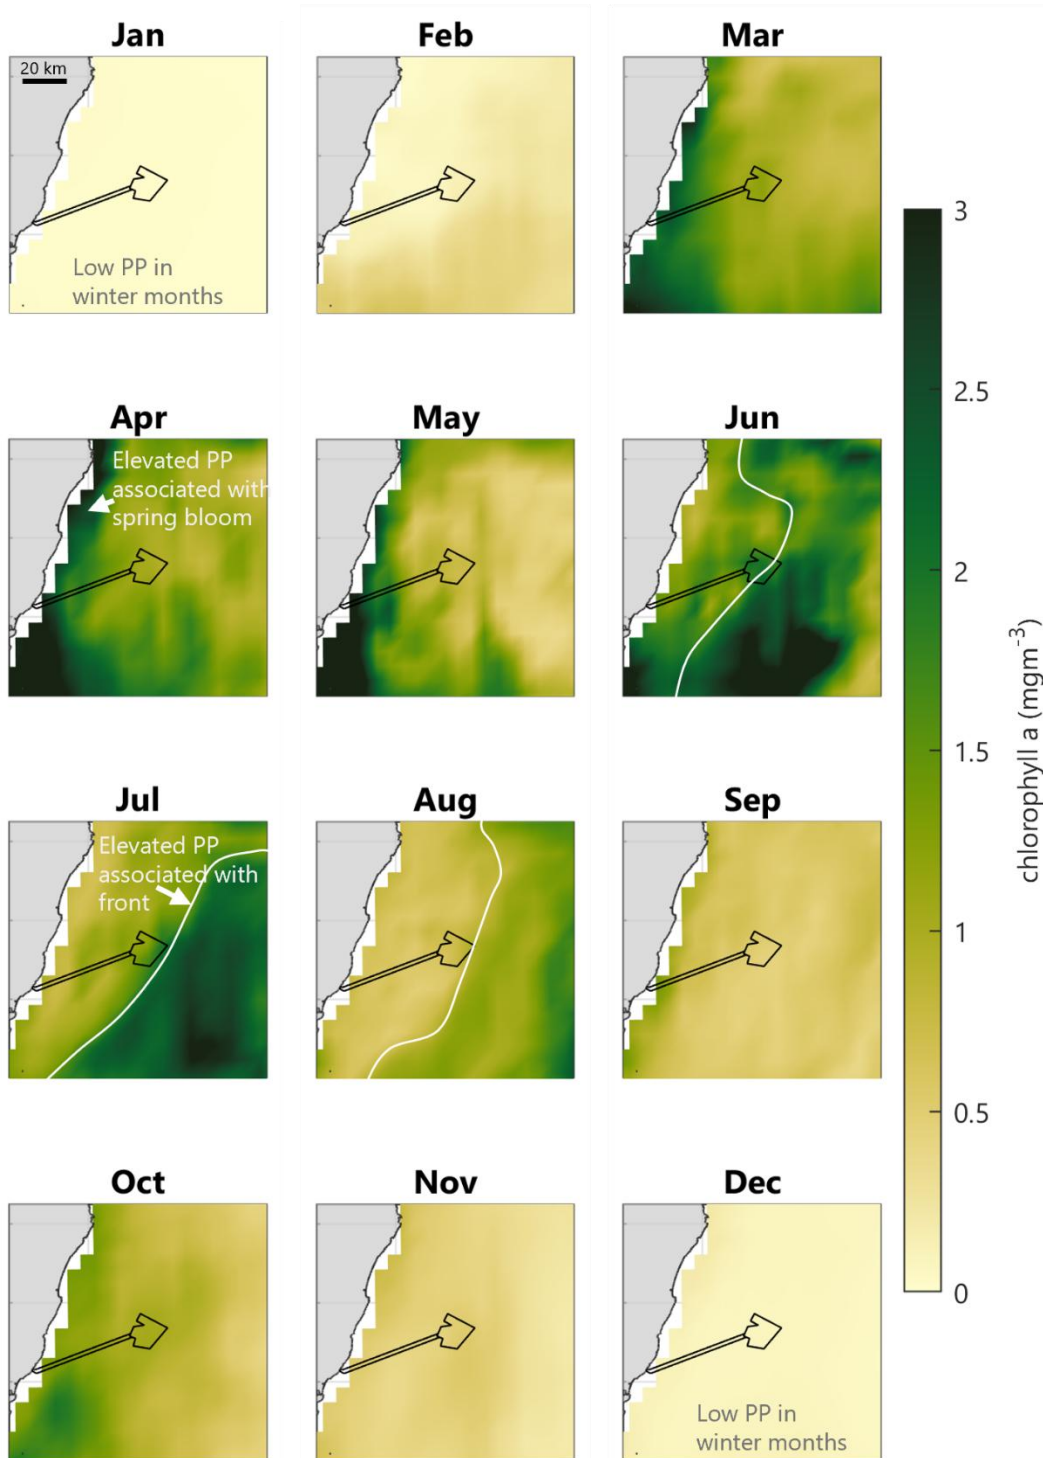 Jan
Feb
Mar
20 km
Low PP in
winter months
Apr
May
Jun
Elevated PP
associated with
spring bloom
Jul
Aug
Sep
Elevated PP
associated with
front
Oct
Nov
Dec
Low PP in
winter months
3
2.5
2
1.5
1
0.5
0
chlorophyll a (mgm⁻³)